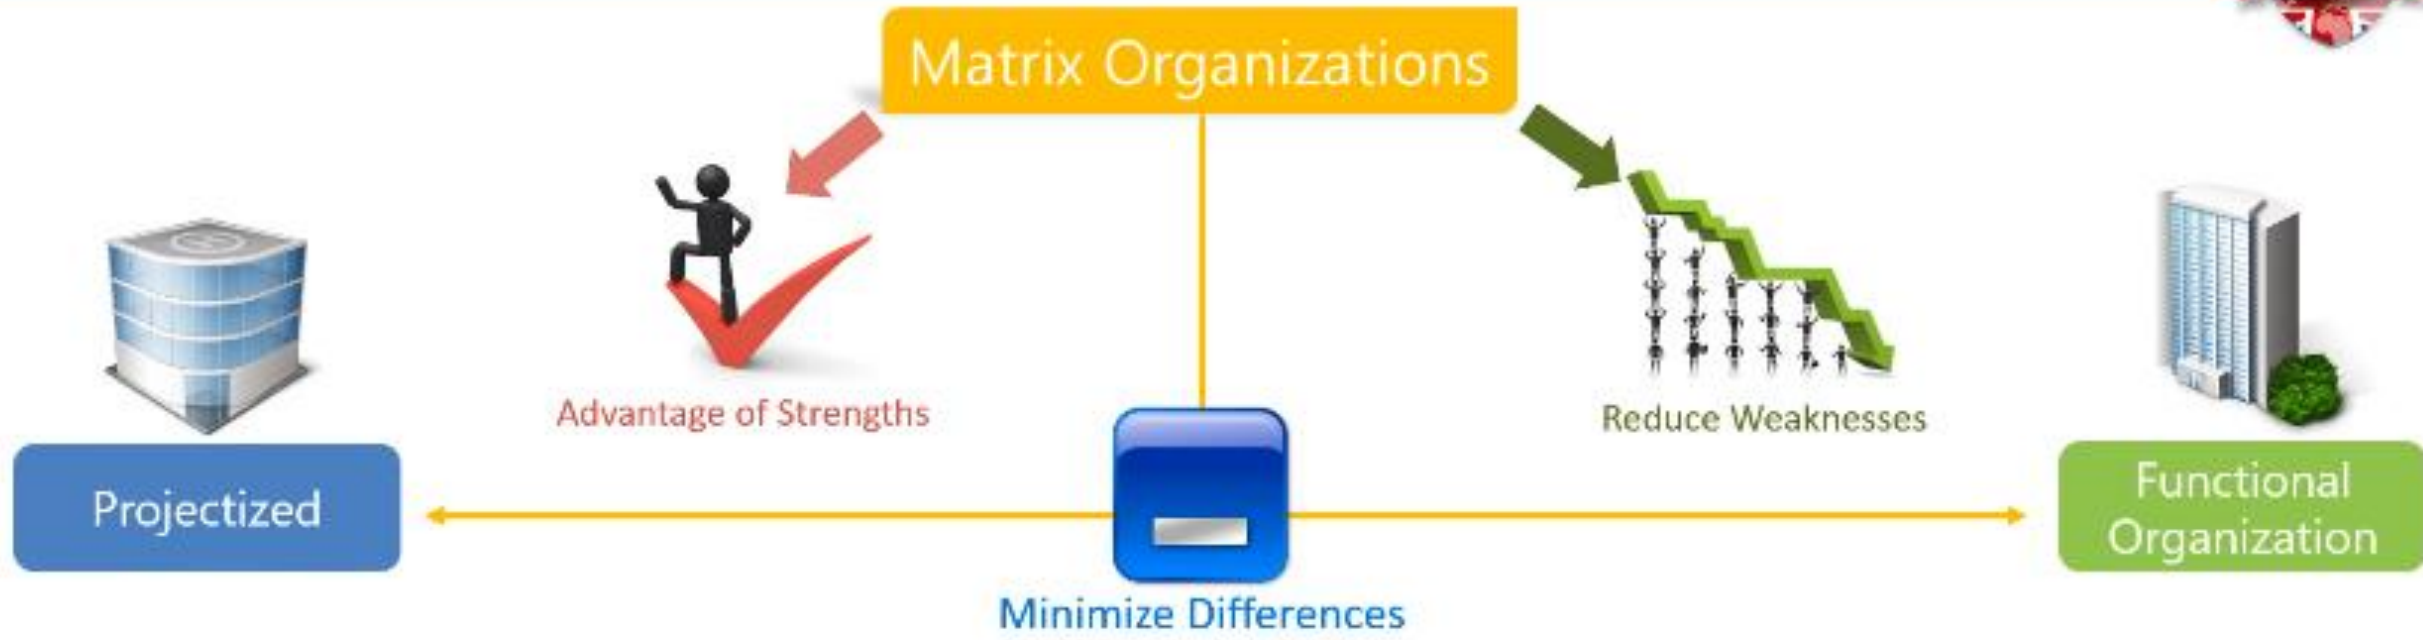 Matrix Organizations
Advantage of Strengths
Reduce Weaknesses
Projectized
Functional
Organization
Minimize Differences